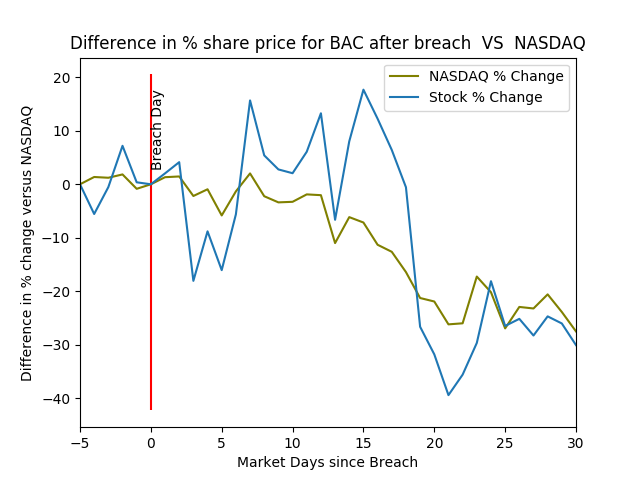 Difference in % share price for BAC after breach  VS  NASDAQ
NASDAQ % Change
Stock % Change
Breach Day
Difference in % change versus NASDAQ
20
10
0
−10
−20
−30
−40
−5
0
5
10
15
20
25
30
Market Days since Breach